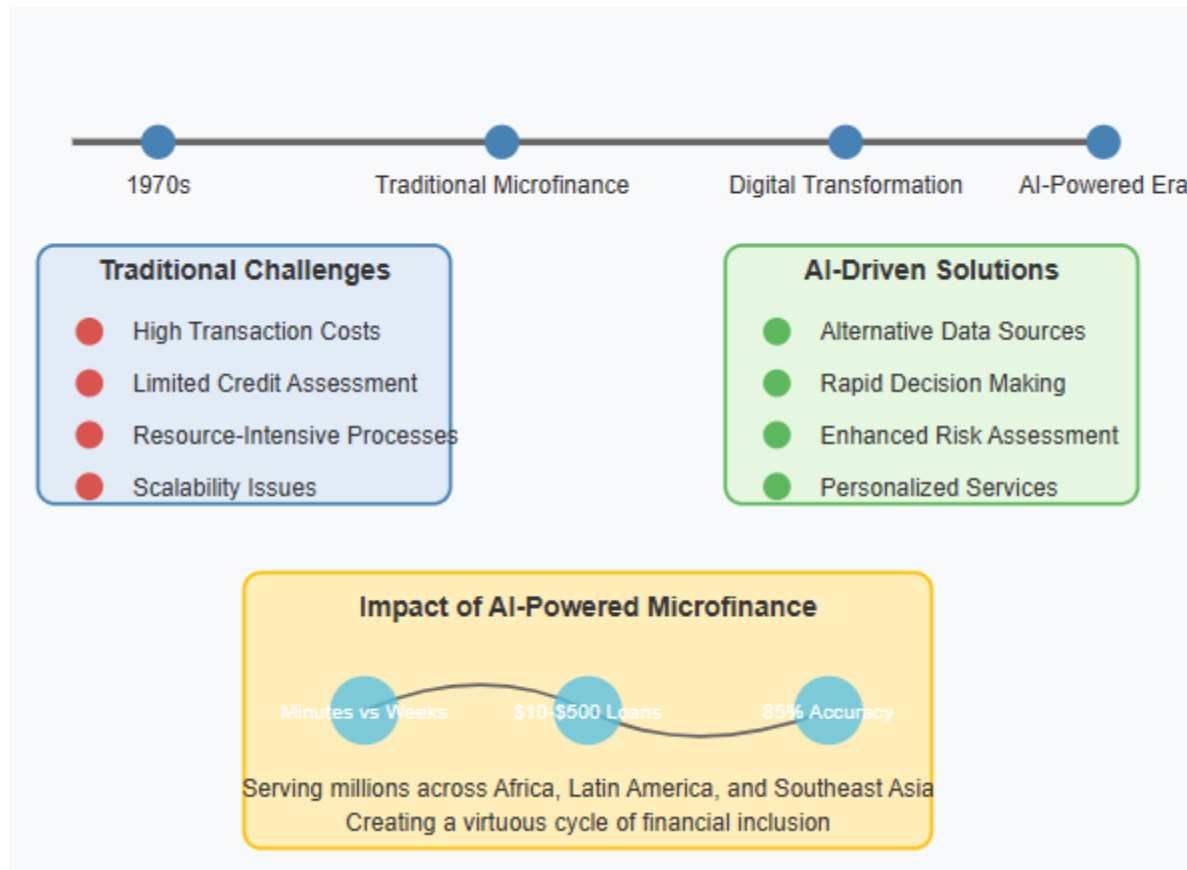 1970s
Traditional Microfinance
Digital Transformation
AI-Powered Era
Traditional Challenges
High Transaction Costs
Limited Credit Assessment
Resource-Intensive Processes
Scalability Issues
AI-Driven Solutions
Alternative Data Sources
Rapid Decision Making
Enhanced Risk Assessment
Personalized Services
Impact of AI-Powered Microfinance
Minutes vs Weeks
$10-$500 Loans
85% Accuracy
Serving millions across Africa, Latin America, and Southeast Asia
Creating a virtuous cycle of financial inclusion